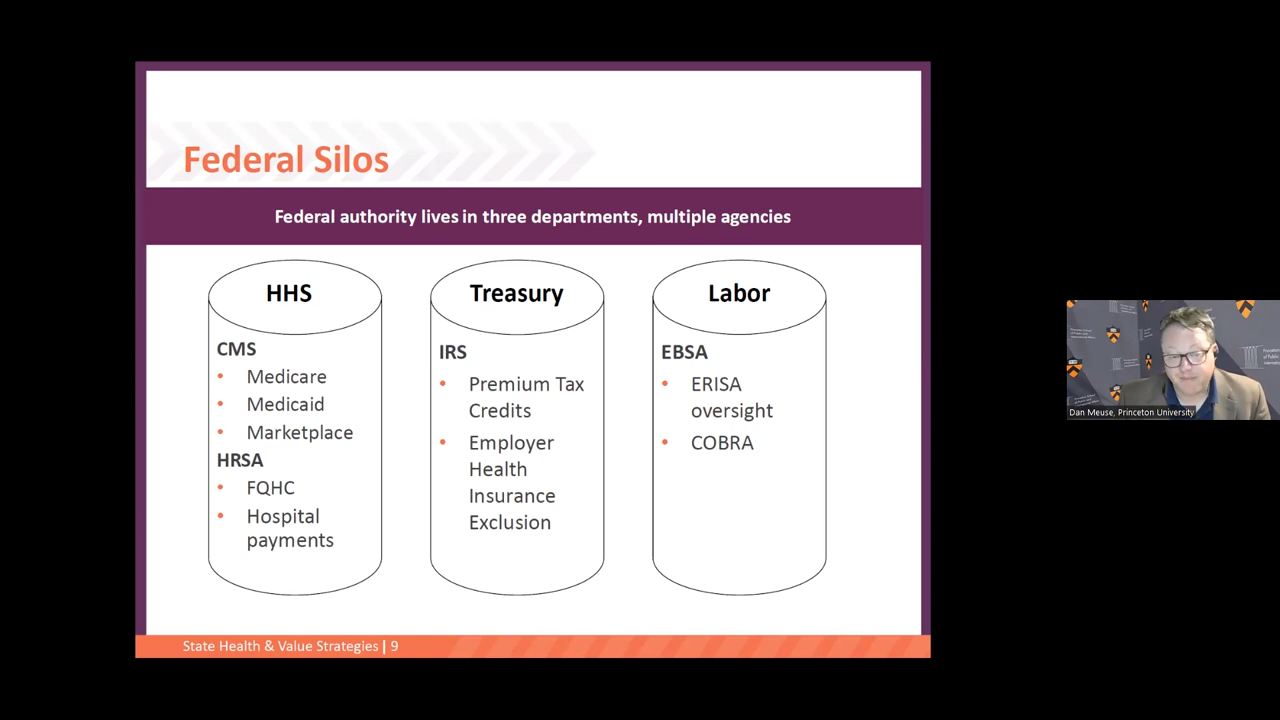 Federal Silos
Federal authority lives in three departments, multiple agencies
HHS
CMS
• Medicare
• Medicaid
• Marketplace
HRSA
• FQHC
• Hospital
payments
Treasury
IRS
• Premium Tax
Credits
• Employer
Health
Insurance
Exclusion
Labor
EBSA
• ERISA
oversight
• COBRA
State Health & Value Strategies | 9
Dan Meuse, Princeton University